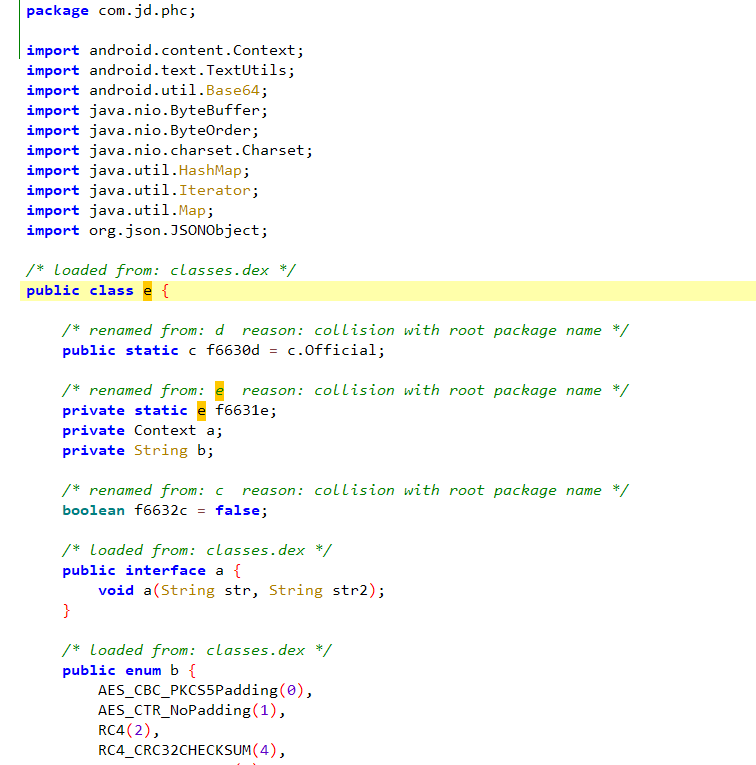 package com.jd.phc;
import android.content.Context;
import android.text.TextUtils;
import android.util.Base64;
import java.nio.ByteBuffer;
import java.nio.ByteOrder;
import java.nio.charset.Charset;
import java.util.HashMap;
import java.util.Iterator;
import java.util.Map;
import org.json.JSONObject;
/* loaded from: classes.dex */
public class e {
/* renamed from: d  reason: collision with root package name */
public static c f6630d = c.Official;
/* renamed from: e  reason: collision with root package name */
private static e f6631e;
private Context a;
private String b;
/* renamed from: c  reason: collision with root package name */
boolean f6632c = false;
/* loaded from: classes.dex */
public interface a {
void a(String str, String str2);
}
/* loaded from: classes.dex */
public enum b {
AES_CBC_PKCS5Padding(0),
AES_CTR_NoPadding(1),
RC4(2),
RC4_CRC32CHECKSUM(4),